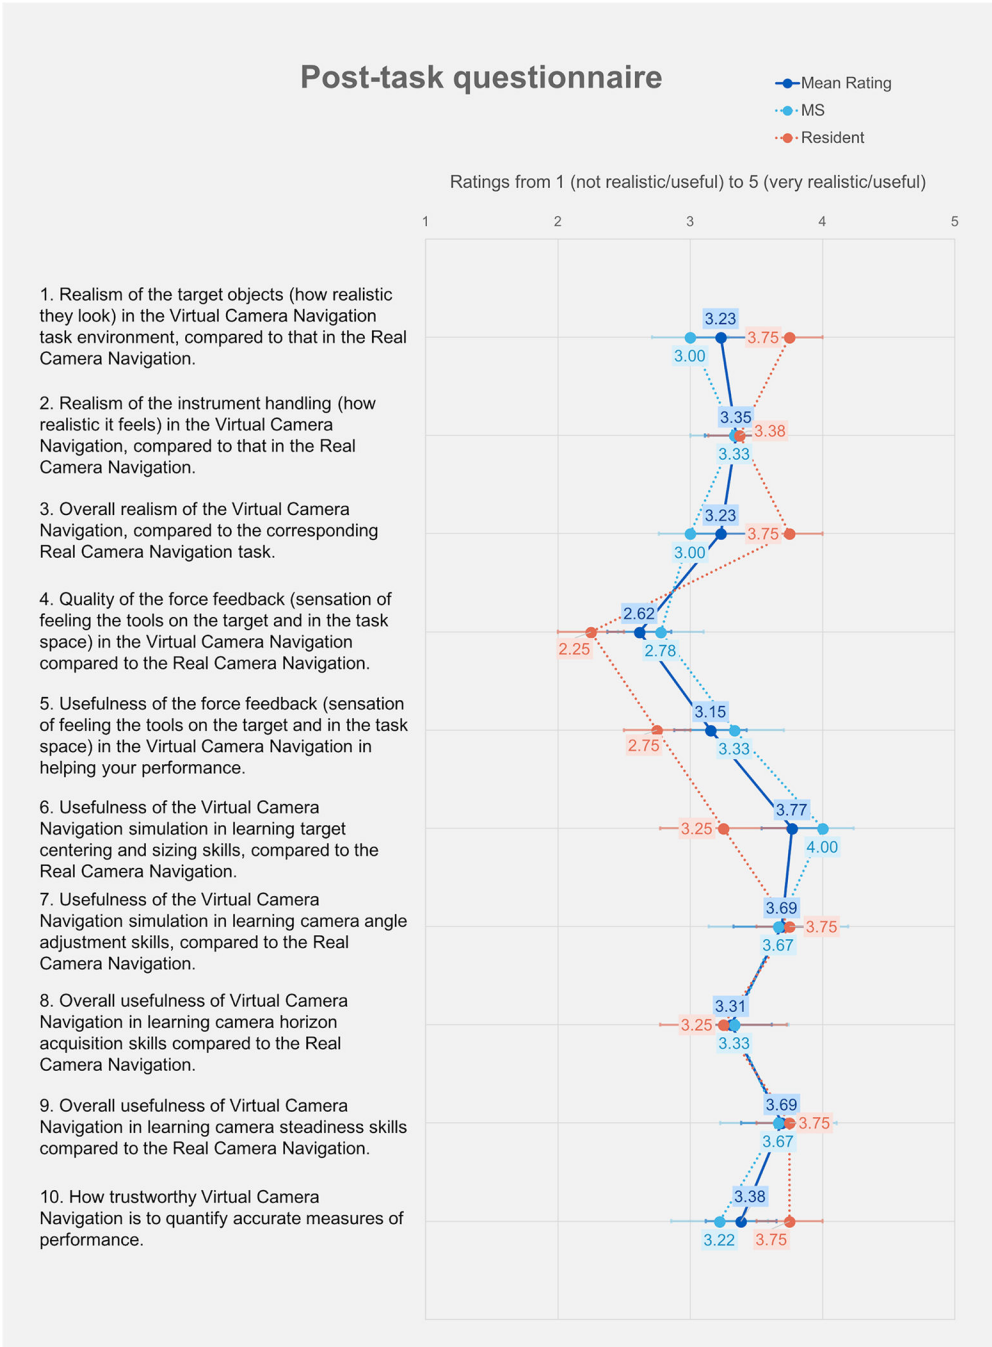 Post-task questionnaire
Mean Rating
MS
Resident
Ratings from 1 (not realistic/useful) to 5 (very realistic/useful)
1 2 3 4 5
1. Realism of the target objects (how realistic
they look) in the Virtual Camera Navigation
task environment, compared to that in the Real
Camera Navigation.
3.23
3.75
3.00
2. Realism of the instrument handling (how
realistic it feels) in the Virtual Camera
Navigation, compared to that in the Real
Camera Navigation.
3.35
3.38
3.33
3. Overall realism of the Virtual Camera
Navigation, compared to the corresponding
Real Camera Navigation task.
3.23
3.75
3.00
4. Quality of the force feedback (sensation of
feeling the tools on the target and in the task
space) in the Virtual Camera Navigation
compared to the Real Camera Navigation.
2.62
2.25
2.78
5. Usefulness of the force feedback (sensation
of feeling the tools on the target and in the task
space) in the Virtual Camera Navigation in
helping your performance.
3.15
2.75
3.33
6. Usefulness of the Virtual Camera
Navigation simulation in learning target
centering and sizing skills, compared to the
Real Camera Navigation.
3.77
3.25
4.00
7. Usefulness of the Virtual Camera
Navigation simulation in learning camera angle
adjustment skills, compared to the Real
Camera Navigation.
3.69
3.75
3.67
8. Overall usefulness of Virtual Camera
Navigation in learning camera horizon
acquisition skills compared to the Real
Camera Navigation.
3.31
3.25
3.33
9. Overall usefulness of Virtual Camera
Navigation in learning camera steadiness skills
compared to the Real Camera Navigation.
3.69
3.75
3.67
10. How trustworthy Virtual Camera
Navigation is to quantify accurate measures of
performance.
3.38
3.22
3.75